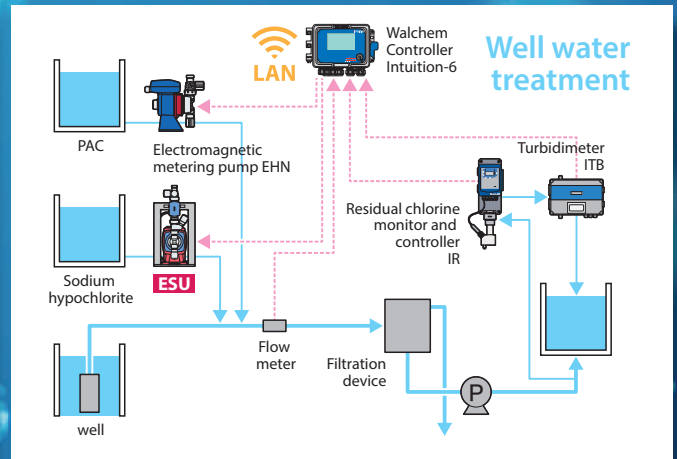 Well water
treatment
LAN
Walchem
Controller
Intuition-6
PAC
Electromagnetic
metering pump EHN
Turbidimeter
ITB
Residual chlorine
monitor and
controller
IR
Sodium
hypochlorite
ESU
Flow
meter
Filtration
device
P
well